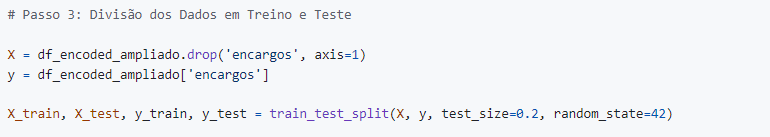 # Passo 3: Divisão dos Dados em Treino e Teste
X = df_encoded_ampliado.drop('encargos', axis=1)
y = df_encoded_ampliado['encargos']
X_train, X_test, y_train, y_test = train_test_split(X, y, test_size=0.2, random_state=42)